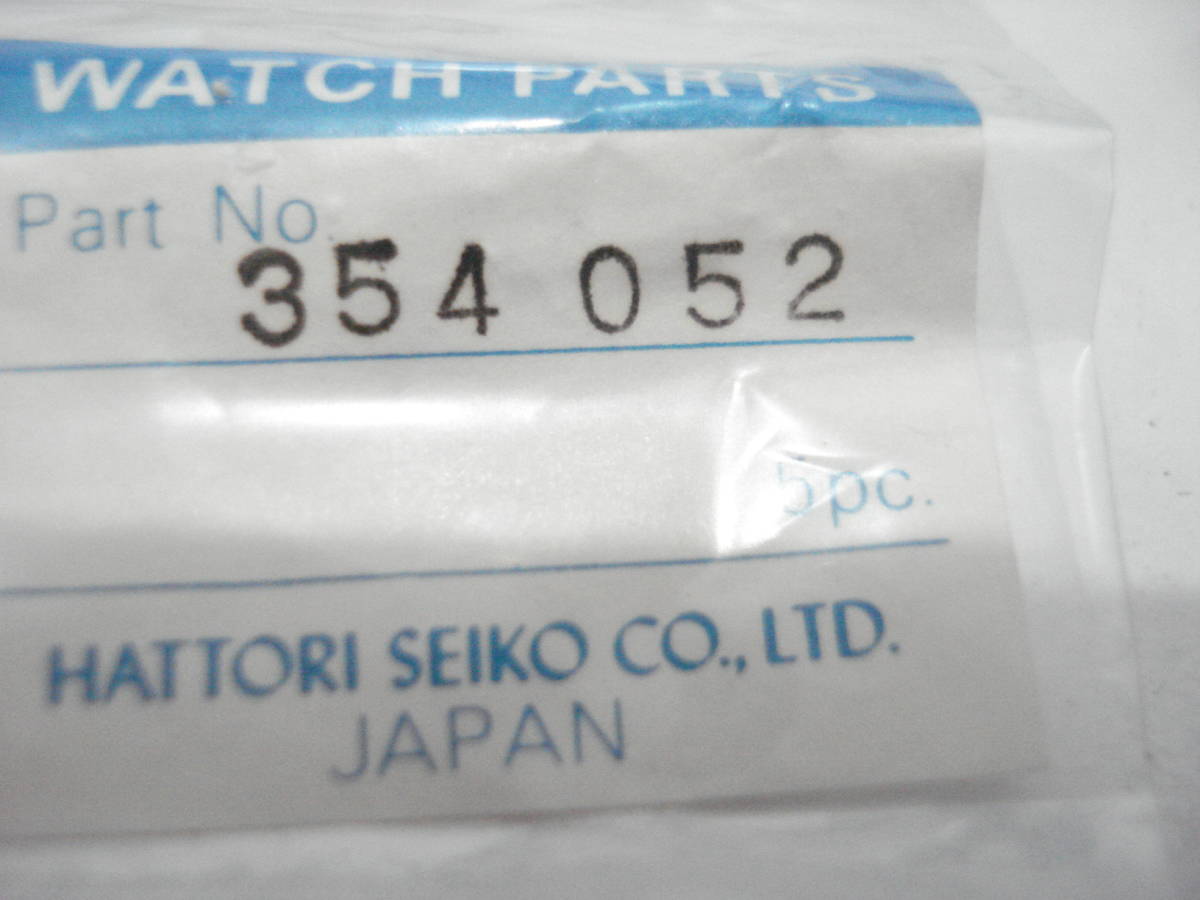 WATCH PARTS
Part No.
354 052
5pc.
HATTORI SEIKO CO., LTD.
JAPAN